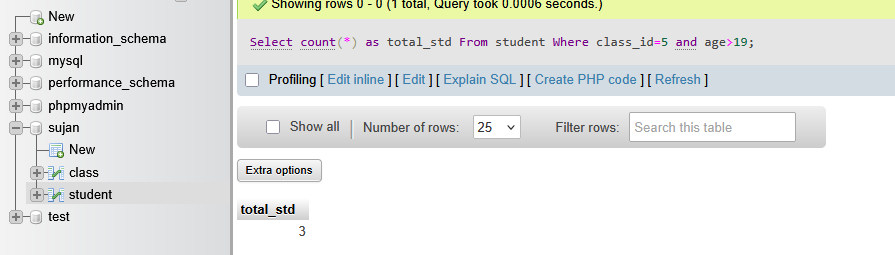 New
information_schema
mysql
performance_schema
phpmyadmin
sujan
New
class
student
test
Showing rows 0 - 0 (1 total, Query took 0.0006 seconds.)
Select count(*) as total_std From student Where class_id=5 and age>19;
Profiling [ Edit inline ] [ Edit ] [ Explain SQL ] [ Create PHP code ] [ Refresh ]
Show all | Number of rows: 25 Filter rows: Search this table
Extra options
total_std
3